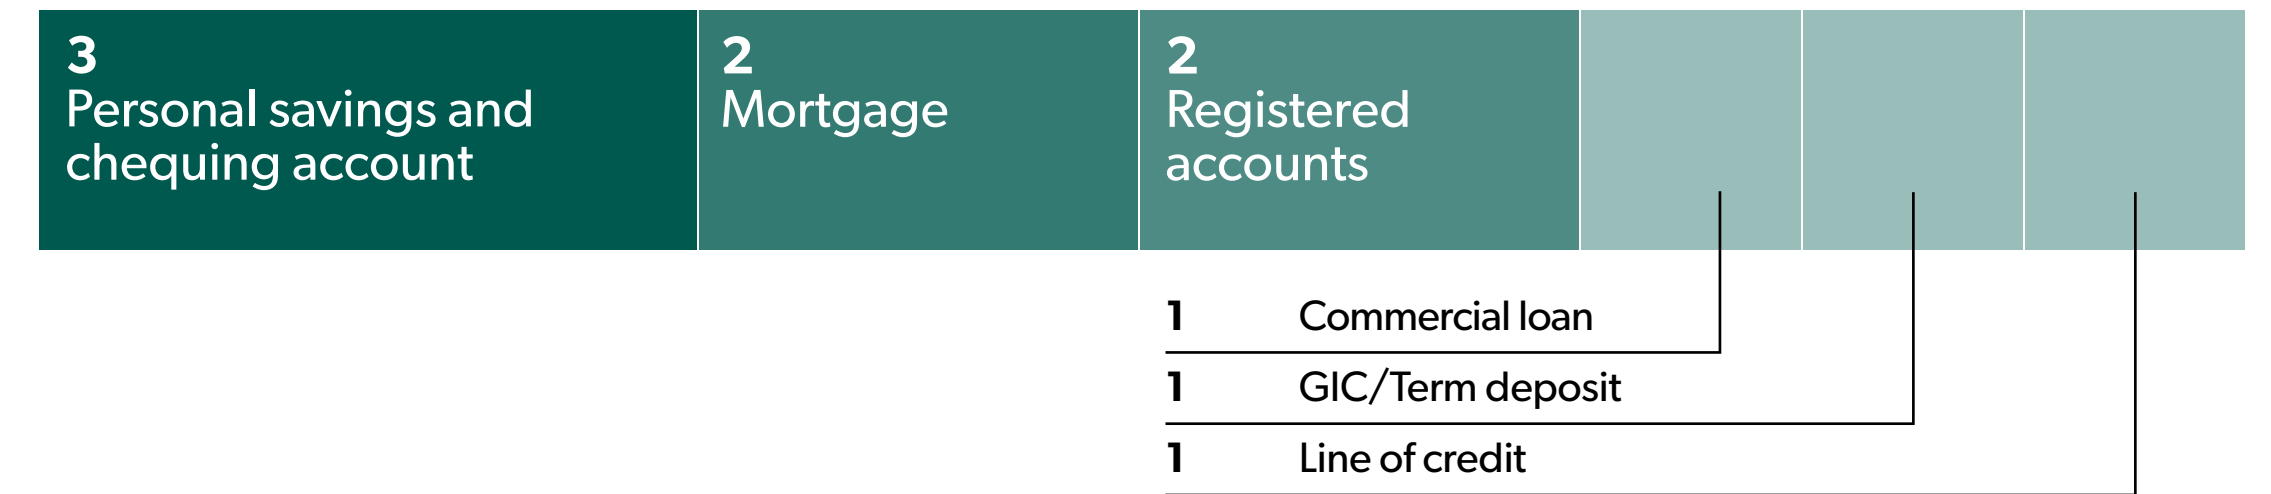 3
Personal savings and
chequing account
2
Mortgage
2
Registered
accounts
1 Commercial loan
1 GIC/Term deposit
1 Line of credit